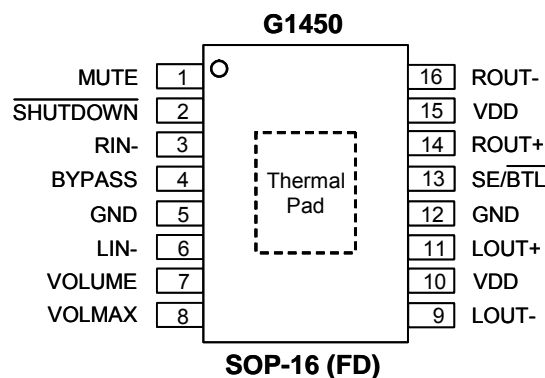 G1450
MUTE 1 16 ROUT-
SHUTDOWN 2 15 VDD
RIN- 3 14 ROUT+
BYPASS 4 13 SE/BTL
GND 5 12 GND
LIN- 6 11 LOUT+
VOLUME 7 10 VDD
VOLMAX 8 9 LOUT-
Thermal
Pad
SOP-16 (FD)